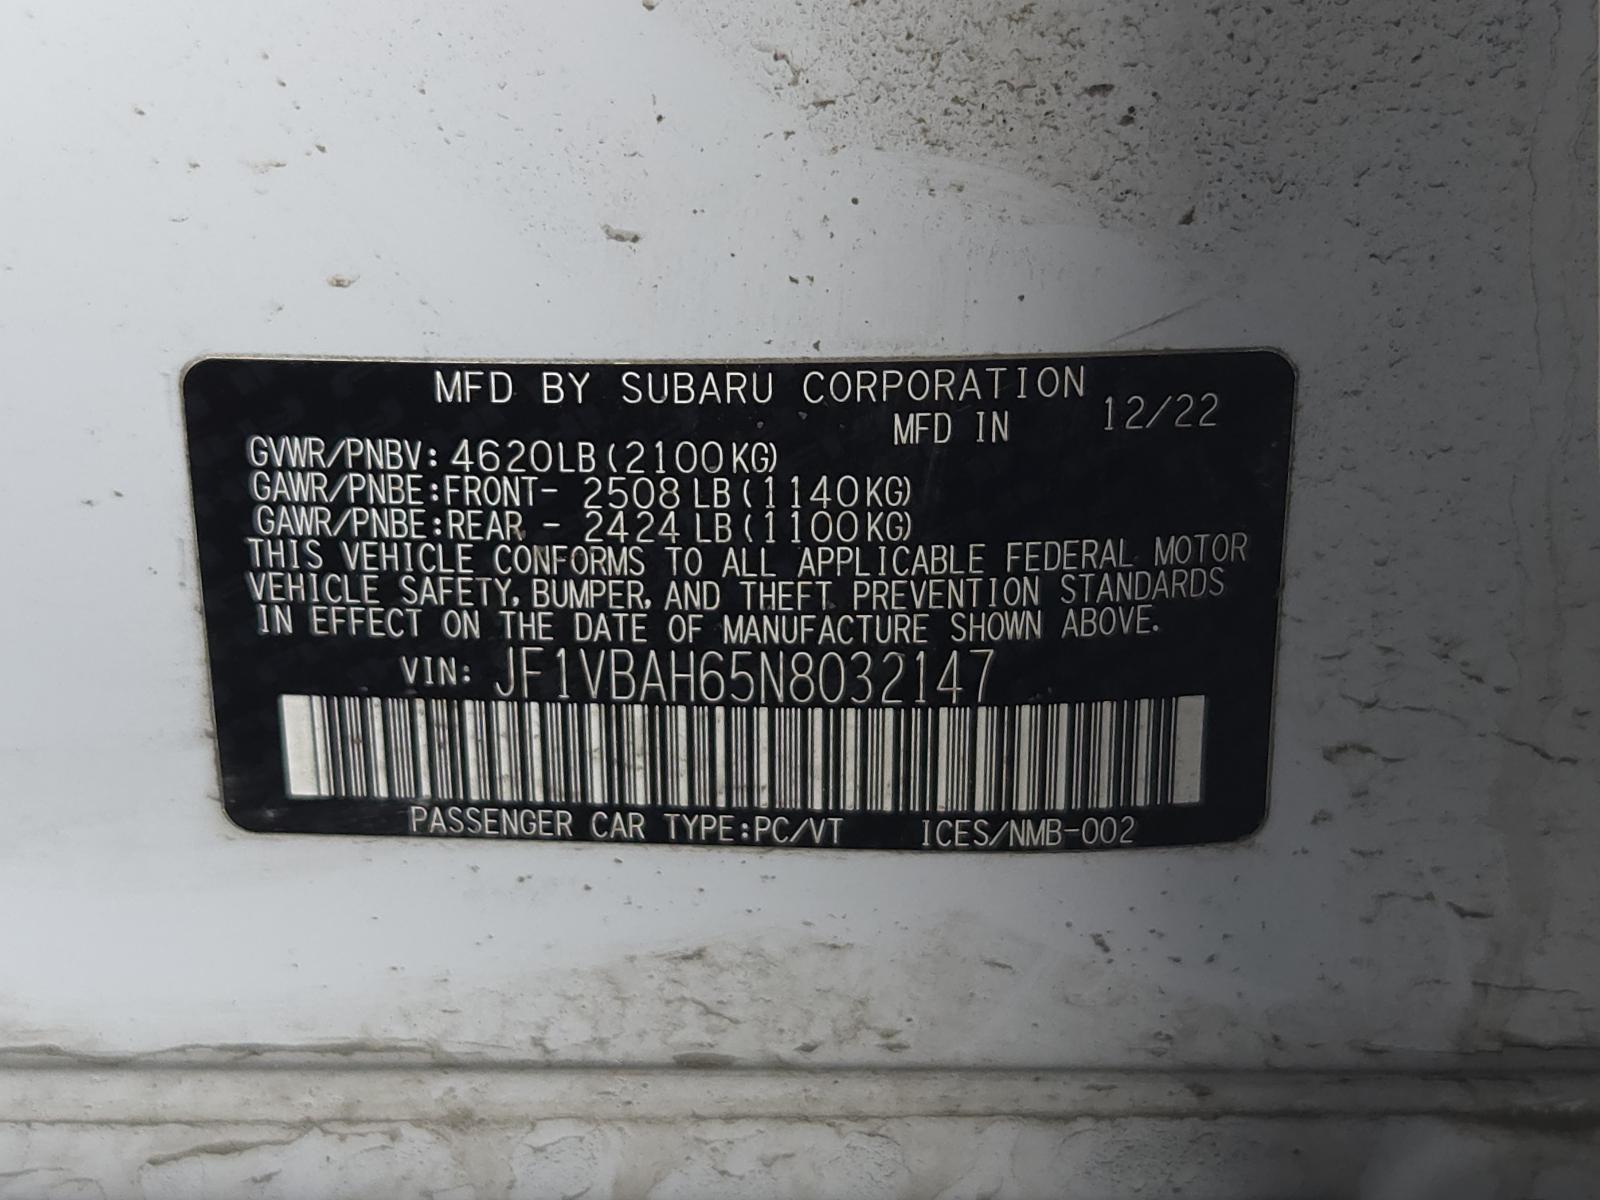 MFD BY SUBARU CORPORATION
MFD IN 12/22
GVWR/PNBV: 4620LB(2100KG)
GAWR/PNBE:FRONT- 2508 LB(1140KG)
GAWR/PNBE:REAR - 2424 LB(1100KG)
THIS VEHICLE CONFORMS TO ALL APPLICABLE FEDERAL MOTOR
VEHICLE SAFETY, BUMPER, AND THEFT PREVENTION STANDARDS
IN EFFECT ON THE DATE OF MANUFACTURE SHOWN ABOVE.
VIN: JF1VBAH65N8032147
PASSENGER CAR TYPE:PC/VT ICES/NMB-002